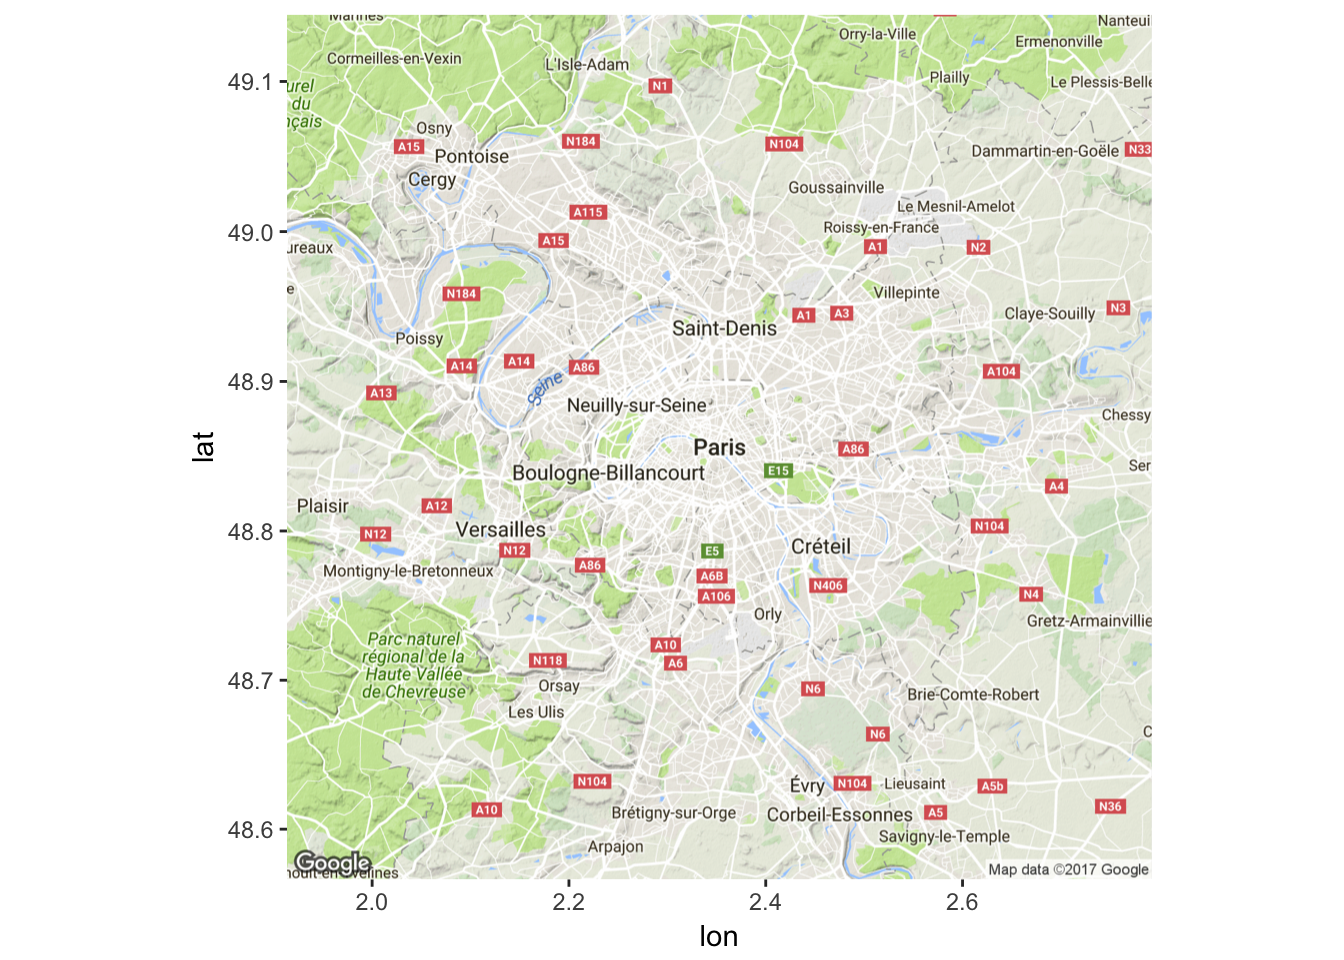 Marines
Nanteui
Orry-la-Ville
Ermenonville
Cormeilles-en-Vexin
L'Isle-Adam
Plailly
Le Plessis-Belle
49.1
N1
urel
du
nçais
Osny
A15
N184
N104
Pontoise
Dammartin-en-Goële
N33
Cergy
Goussainville
Le Mesnil-Amelot
A115
Roissy-en-France
49.0
A15
A1
N2
ureaux
e
N184
Villepinte
N3
A1
A3
Claye-Souilly
Saint-Denis
Poissy
A14
A14
A86
A104
48.9
Seine
A13
Neuilly-sur-Seine
Chessy
lat
Paris
A86
Boulogne-Billancourt
E15
Ser
A4
Plaisir
A12
48.8
N12
Versailles
N104
N12
E5
Créteil
Montigny-le-Bretonneux
A86
A6B
N406
A106
N4
Orly
Gretz-Armainvillie
Parc naturel
régional de la
Haute Vallée
de Chevreuse
A10
N118
A6
48.7
Orsay
N6
Brie-Comte-Robert
Les Ulis
N6
C
N104
Évry
N104
Lieusaint
A5b
A10
Brétigny-sur-Orge
Corbeil-Essonnes
A5
N36
48.6
Savigny-le-Temple
Arpajon
Google
Map data ©2017 Google
2.0
2.2
2.4
2.6
lon